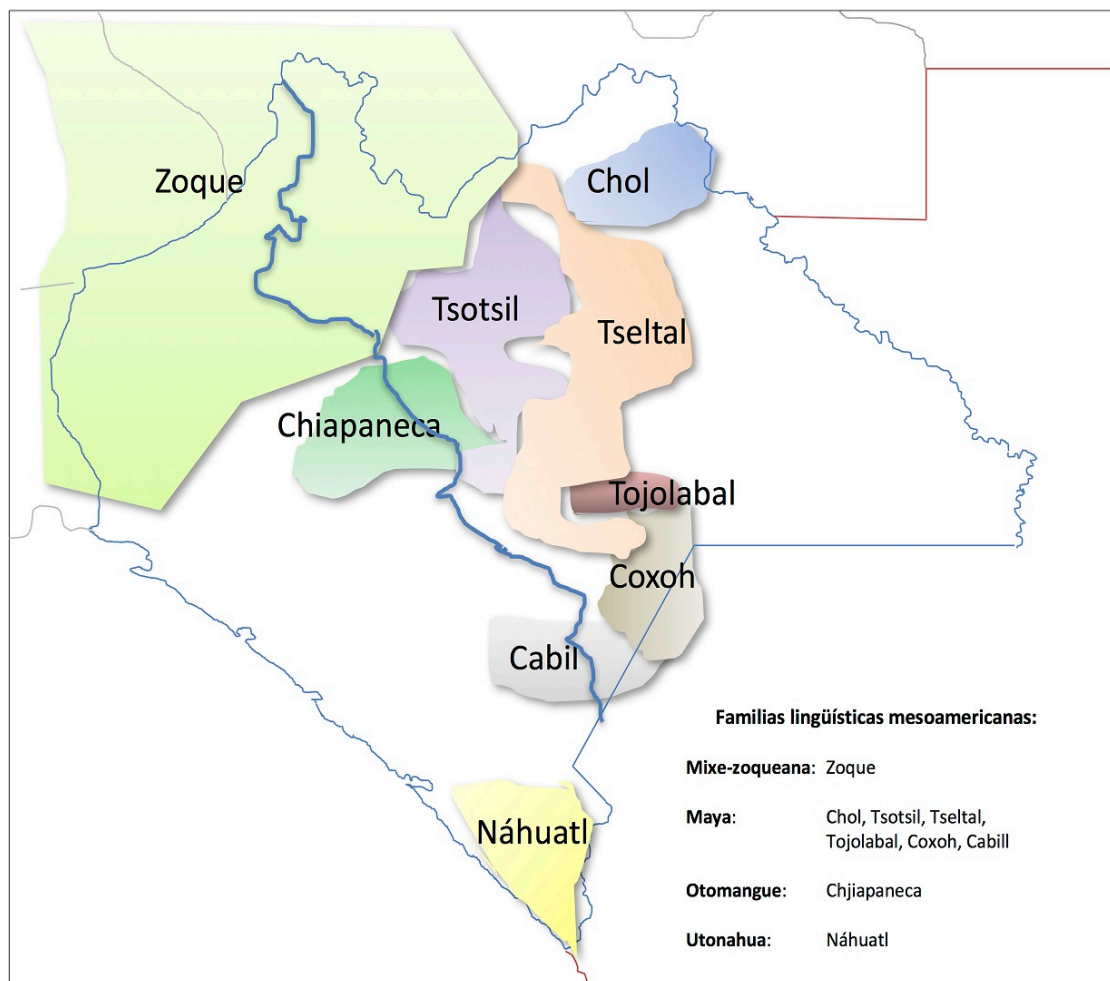 Zoque
Chol
Tsotsil
Tseltal
Chiapaneca
Tojolabal
Coxoh
Cabil
Náhuatl
Familias lingüísticas mesoamericanas:
Mixe-zoqueana: Zoque
Maya: Chol, Tsotsil, Tseltal,
Tojolabal, Coxoh, Cabill
Otomangue: Chjiapaneca
Utonahua: Náhuatl